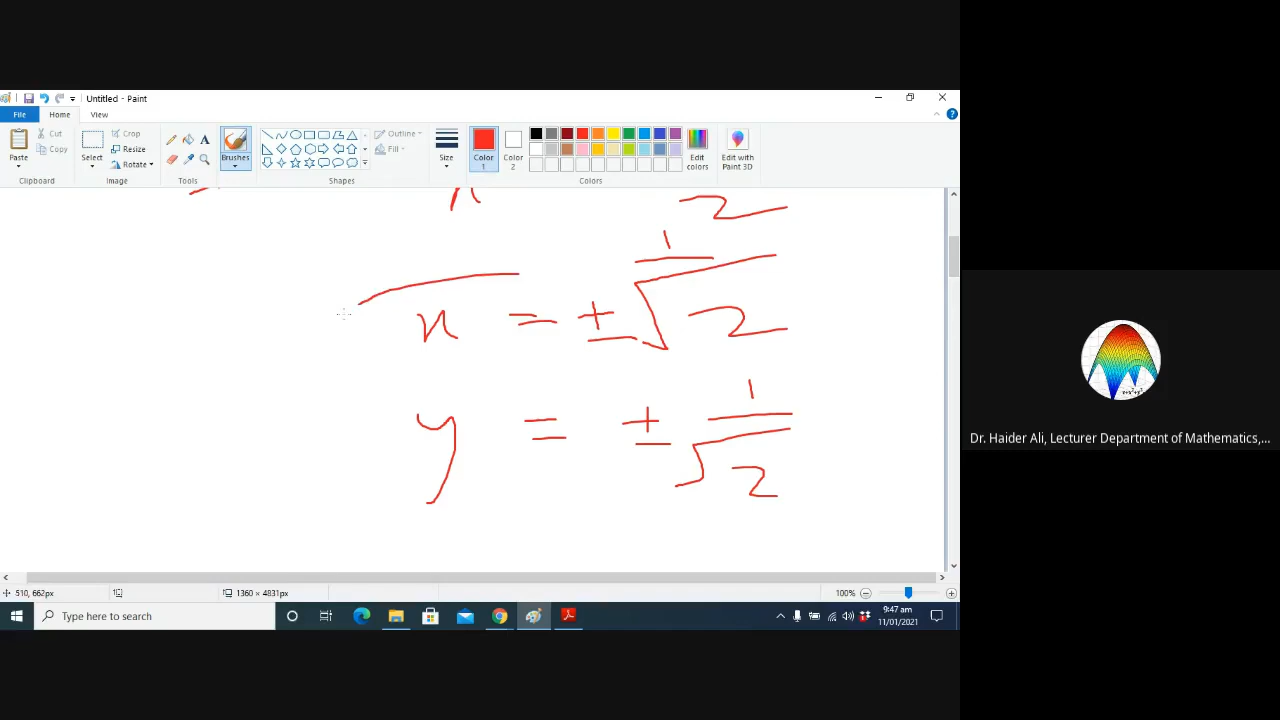 Untitled - Paint
File Home View
Paste
Cut
Copy
Clipboard
Select
Crop
Resize
Rotate
Image
Tools
Brushes
Outline
Fill
Shapes
Size
Color 1
Color 2
Edit colors
Edit with Paint 3D
Colors
x 2
x = ± 1/√2
y = ± 1/√2
510, 662px
1360 × 4831px
100%
Type here to search
9:47 am
11/01/2021
Dr. Haider Ali, Lecturer Department of Mathematics,...